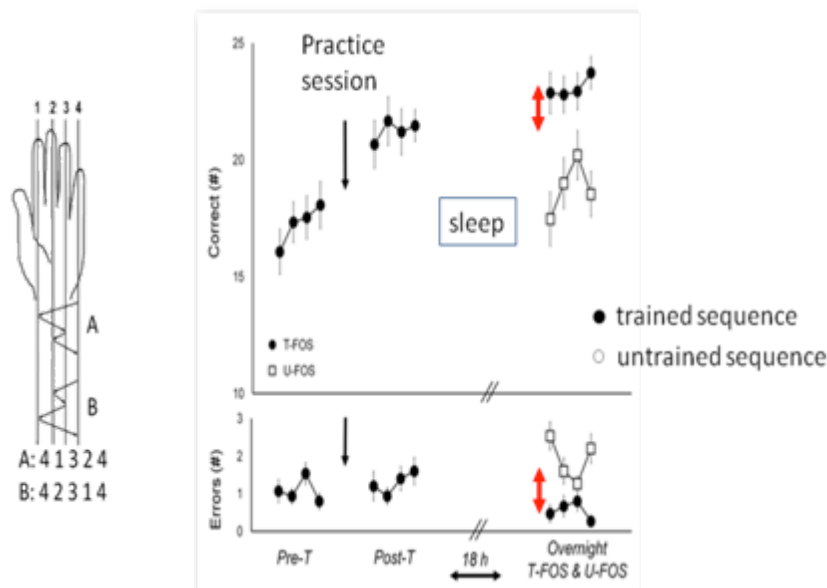 1 2 3 4
A
B
A: 4 1 3 2 4
B: 4 2 3 1 4
25
20
15
10
Correct (#)
Practice
session
sleep
T-FOS
U-FOS
trained sequence
untrained sequence
3
2
1
0
Errors (#)
Pre-T
Post-T
18 h
Overnight
T-FOS & U-FOS